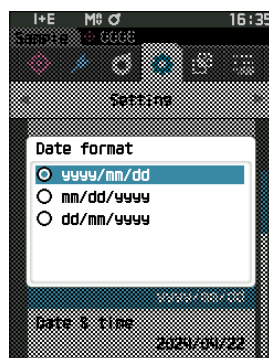 I+E M0 16:35
Sample 0006
Setting
Date format
yyyy/mm/dd
mm/dd/yyyy
dd/mm/yyyy
yyyy/mm/dd
Date & time
2024/04/22